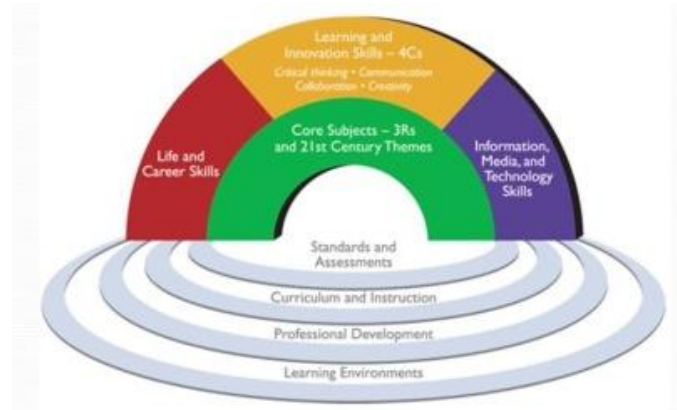 Learning and
Innovation Skills – 4Cs
Critical thinking • Communication
Collaboration • Creativity
Core Subjects – 3Rs
and 21st Century Themes
Life and
Career Skills
Information,
Media, and
Technology
Skills
Standards and
Assessments
Curriculum and Instruction
Professional Development
Learning Environments